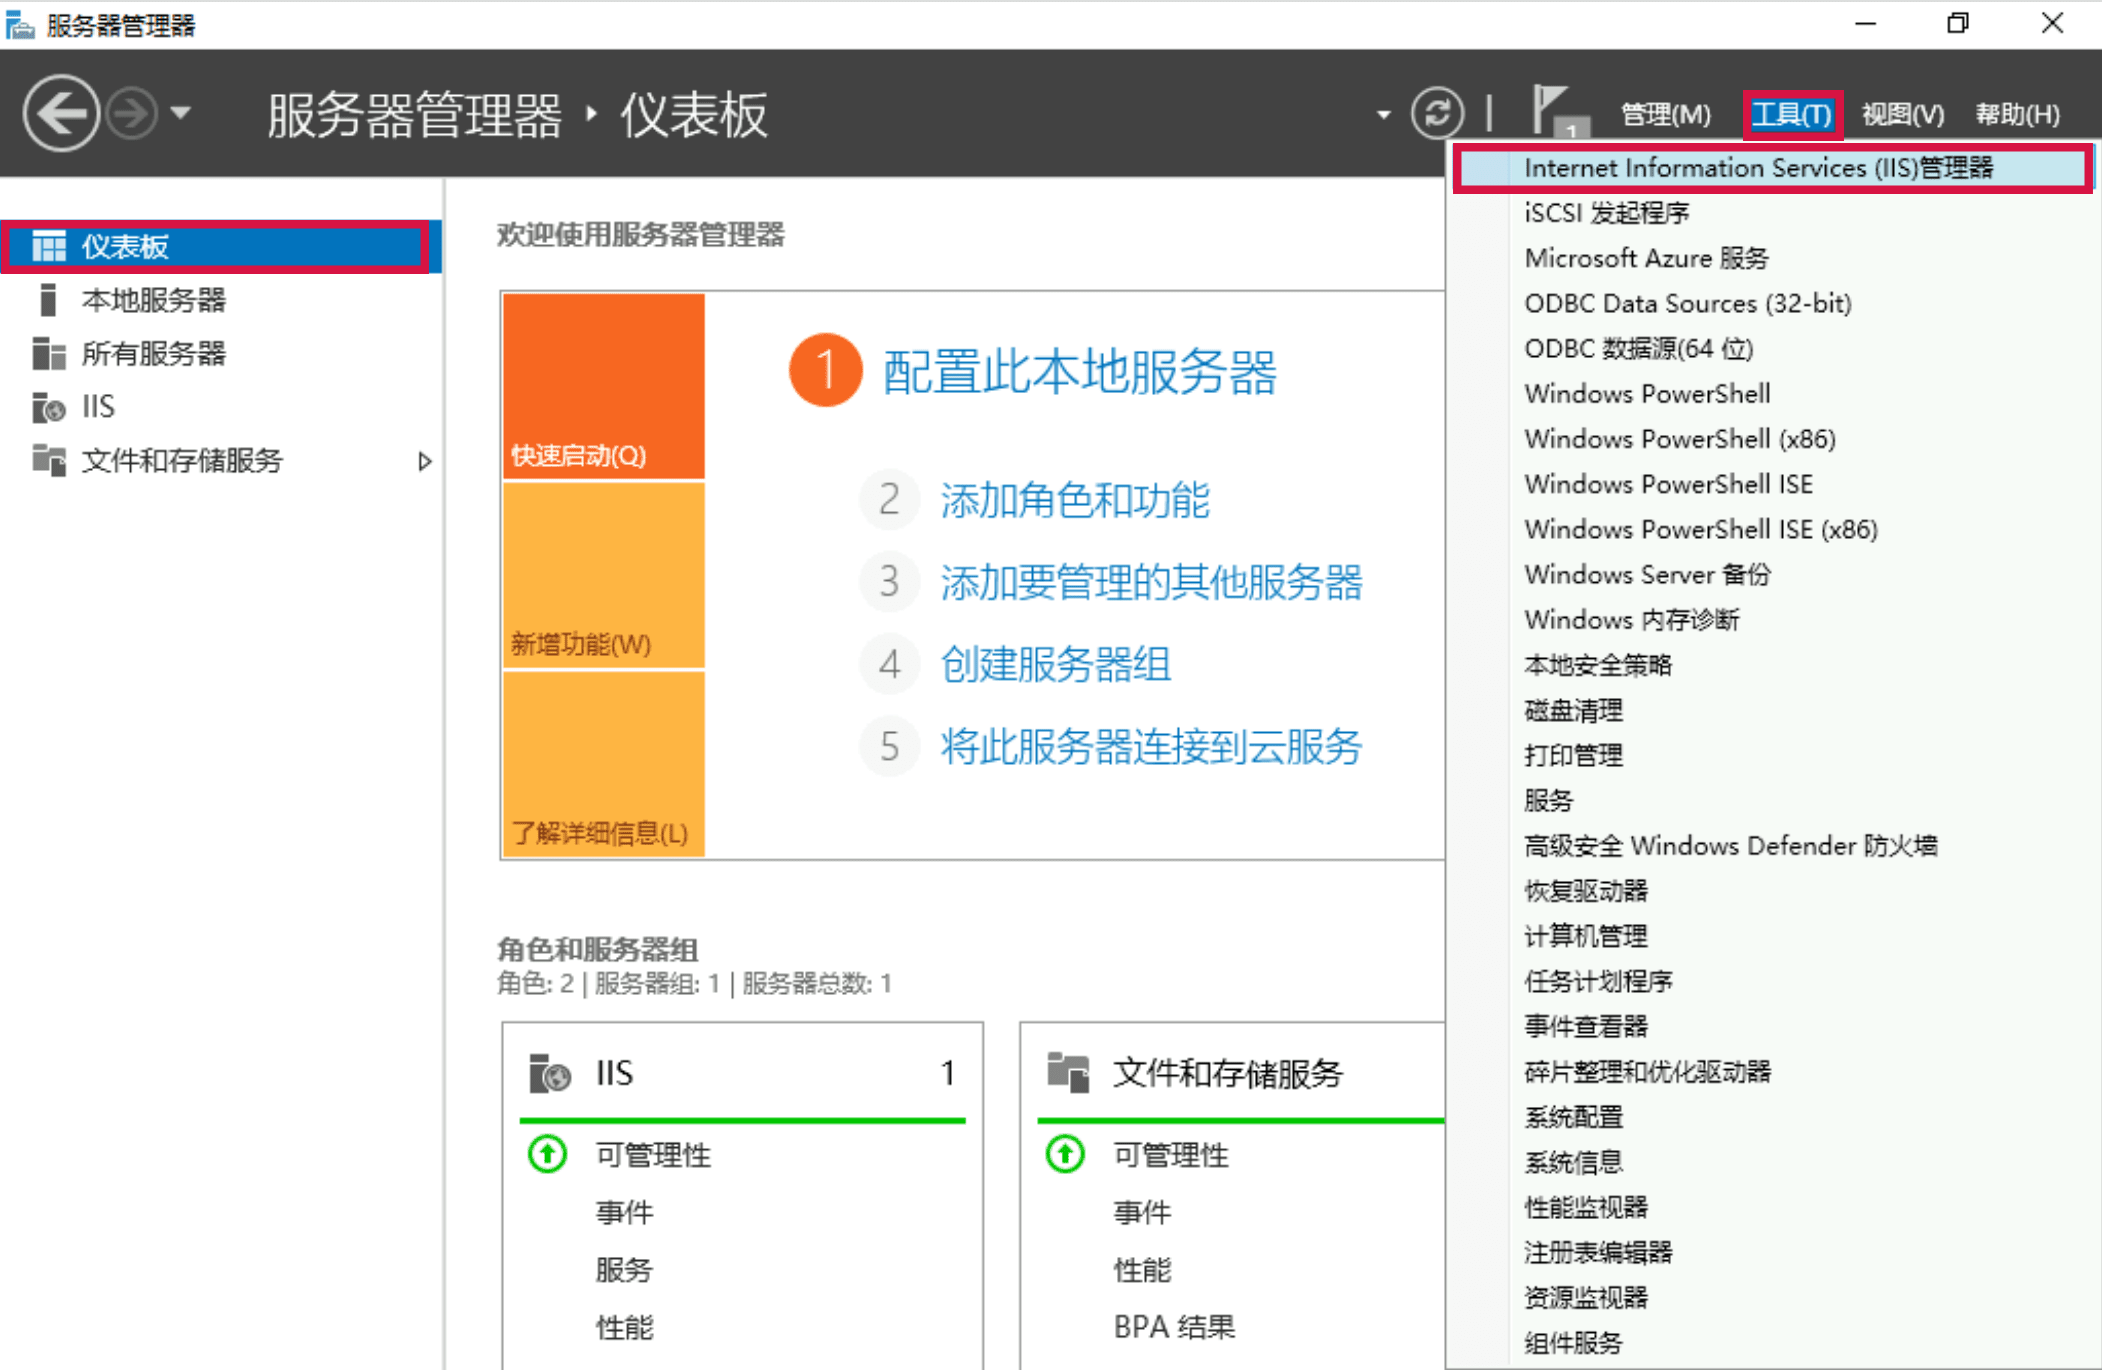 服务器管理器
服务器管理器 ‣ 仪表板
1
管理(M) 工具(T) 视图(V) 帮助(H)
仪表板
本地服务器
所有服务器
IIS
文件和存储服务
欢迎使用服务器管理器
快速启动(Q)
新增功能(W)
了解详细信息(L)
1 配置此本地服务器
2 添加角色和功能
3 添加要管理的其他服务器
4 创建服务器组
5 将此服务器连接到云服务
角色和服务器组
角色: 2 | 服务器组: 1 | 服务器总数: 1
IIS 1
可管理性
事件
服务
性能
文件和存储服务
可管理性
事件
性能
BPA 结果
Internet Information Services (IIS)管理器
iSCSI 发起程序
Microsoft Azure 服务
ODBC Data Sources (32-bit)
ODBC 数据源(64 位)
Windows PowerShell
Windows PowerShell (x86)
Windows PowerShell ISE
Windows PowerShell ISE (x86)
Windows Server 备份
Windows 内存诊断
本地安全策略
磁盘清理
打印管理
服务
高级安全 Windows Defender 防火墙
恢复驱动器
计算机管理
任务计划程序
事件查看器
碎片整理和优化驱动器
系统配置
系统信息
性能监视器
注册表编辑器
资源监视器
组件服务